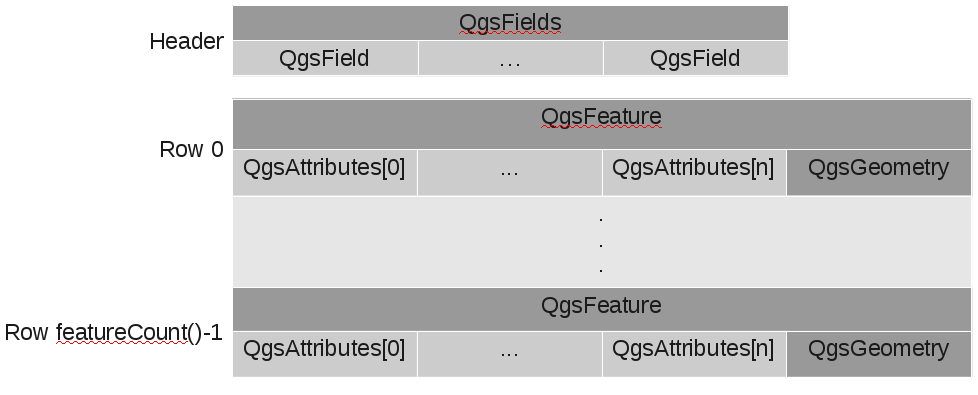 QgsFields
Header
QgsField ... QgsField
QgsFeature
Row 0
QgsAttributes[0] ... QgsAttributes[n] QgsGeometry
.
.
.
QgsFeature
Row featureCount()-1
QgsAttributes[0] ... QgsAttributes[n] QgsGeometry